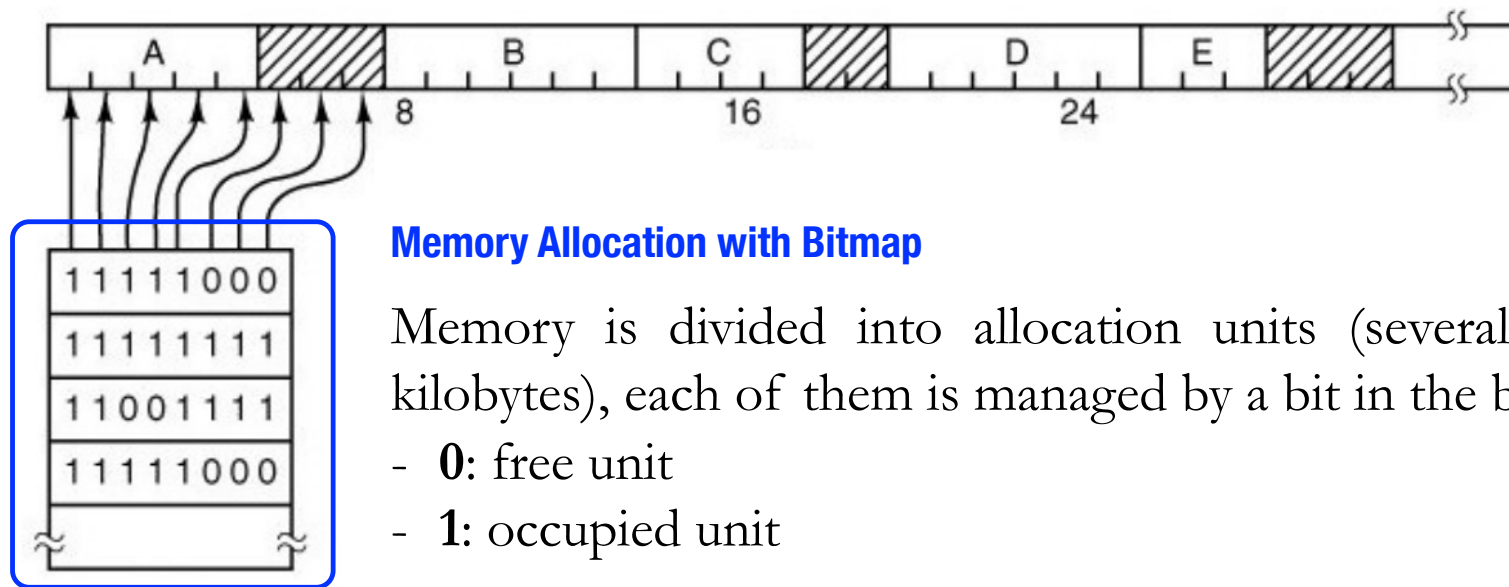 A B C D E
8 16 24
11111000
11111111
11001111
11111000
Memory Allocation with Bitmap
Memory is divided into allocation units (several
kilobytes), each of them is managed by a bit in the
- 0: free unit
- 1: occupied unit